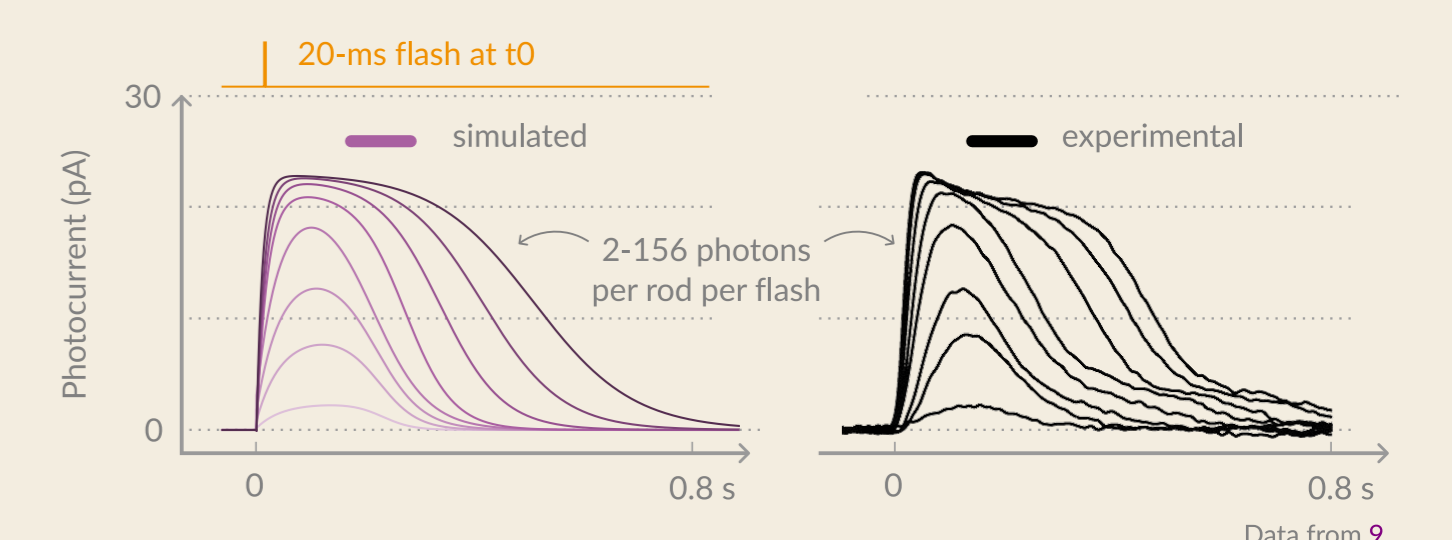 20-ms flash at t0
30
simulated
experimental
Photocurrent (pA)
2-156 photons
per rod per flash
0
0
0.8 s
0
0.8 s
Data from 9